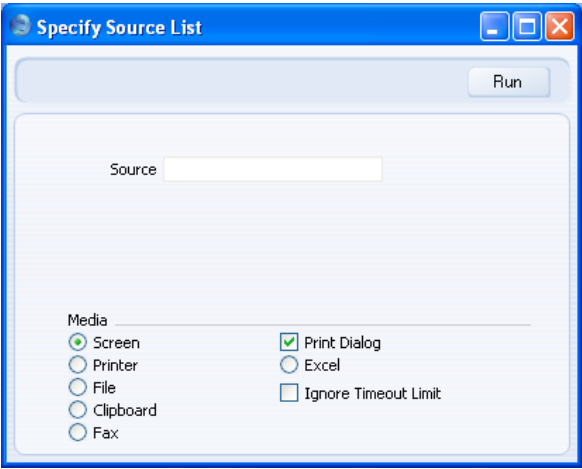 Specify Source List
Run
Source
Media
Screen
Print Dialog
Printer
Excel
File
Ignore Timeout Limit
Clipboard
Fax